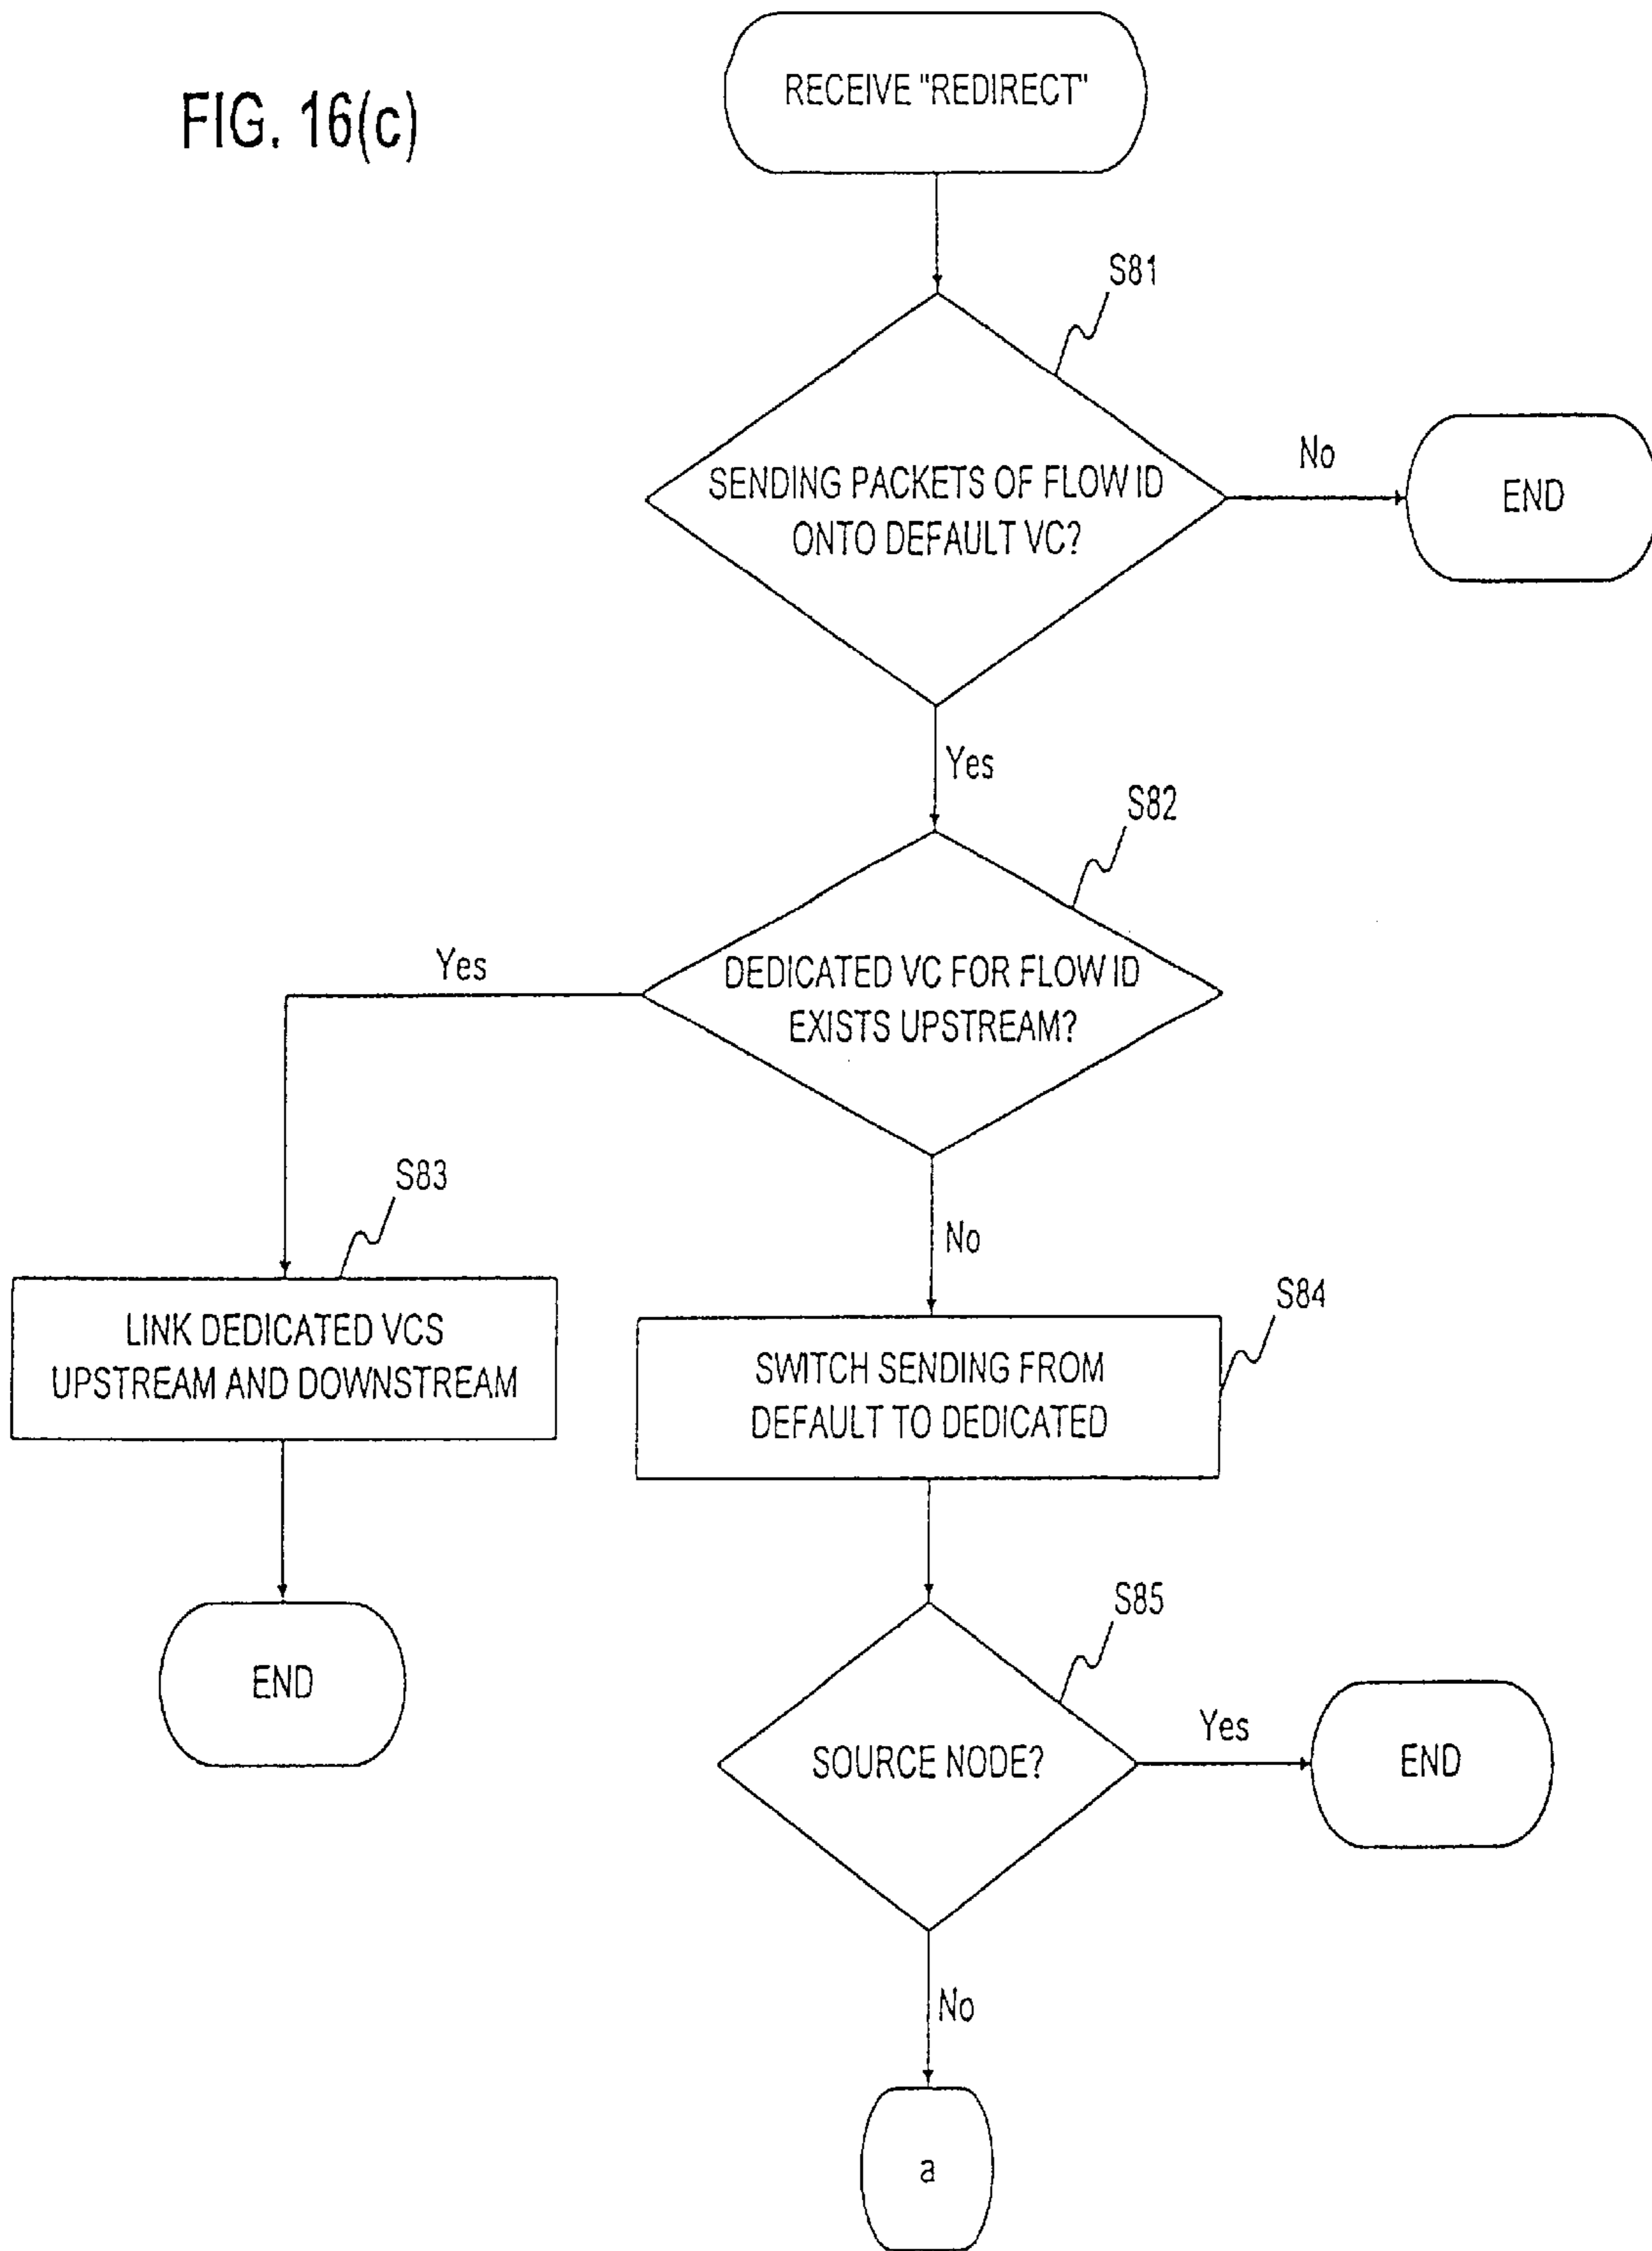 FIG. 16(c)
RECEIVE "REDIRECT"
S81
SENDING PACKETS OF FLOW ID
ONTO DEFAULT VC?
No
END
Yes
S82
DEDICATED VC FOR FLOW ID
EXISTS UPSTREAM?
Yes
No
S83
LINK DEDICATED VCS
UPSTREAM AND DOWNSTREAM
END
S84
SWITCH SENDING FROM
DEFAULT TO DEDICATED
S85
SOURCE NODE?
Yes
END
No
a